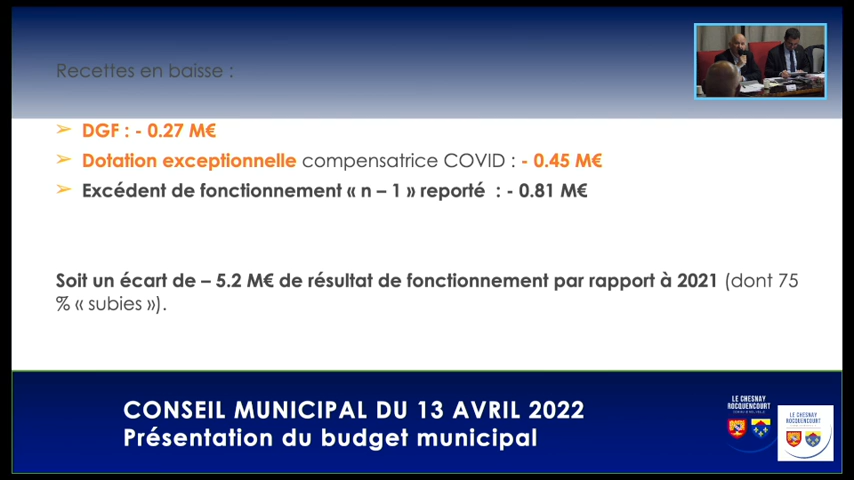 Recettes en baisse :
➢ DGF : - 0.27 M€
➢ Dotation exceptionnelle compensatrice COVID : - 0.45 M€
➢ Excédent de fonctionnement « n – 1 » reporté : - 0.81 M€
Soit un écart de – 5.2 M€ de résultat de fonctionnement par rapport à 2021 (dont 75
% « subies »).
CONSEIL MUNICIPAL DU 13 AVRIL 2022
Présentation du budget municipal
LE CHESNAY
ROCQUENCOURT
LE CHESNAY
ROCQUENCOURT